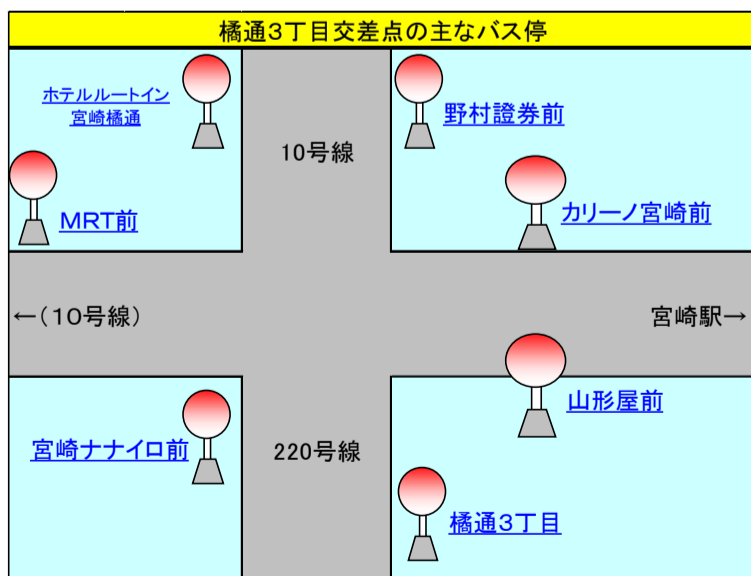 橘通3丁目交差点の主なバス停
ホテルルートイン
宮崎橘通
野村證券前
10号線
MRT前
カリーノ宮崎前
←(10号線)
宮崎駅→
山形屋前
宮崎ナナイロ前
220号線
橘通3丁目